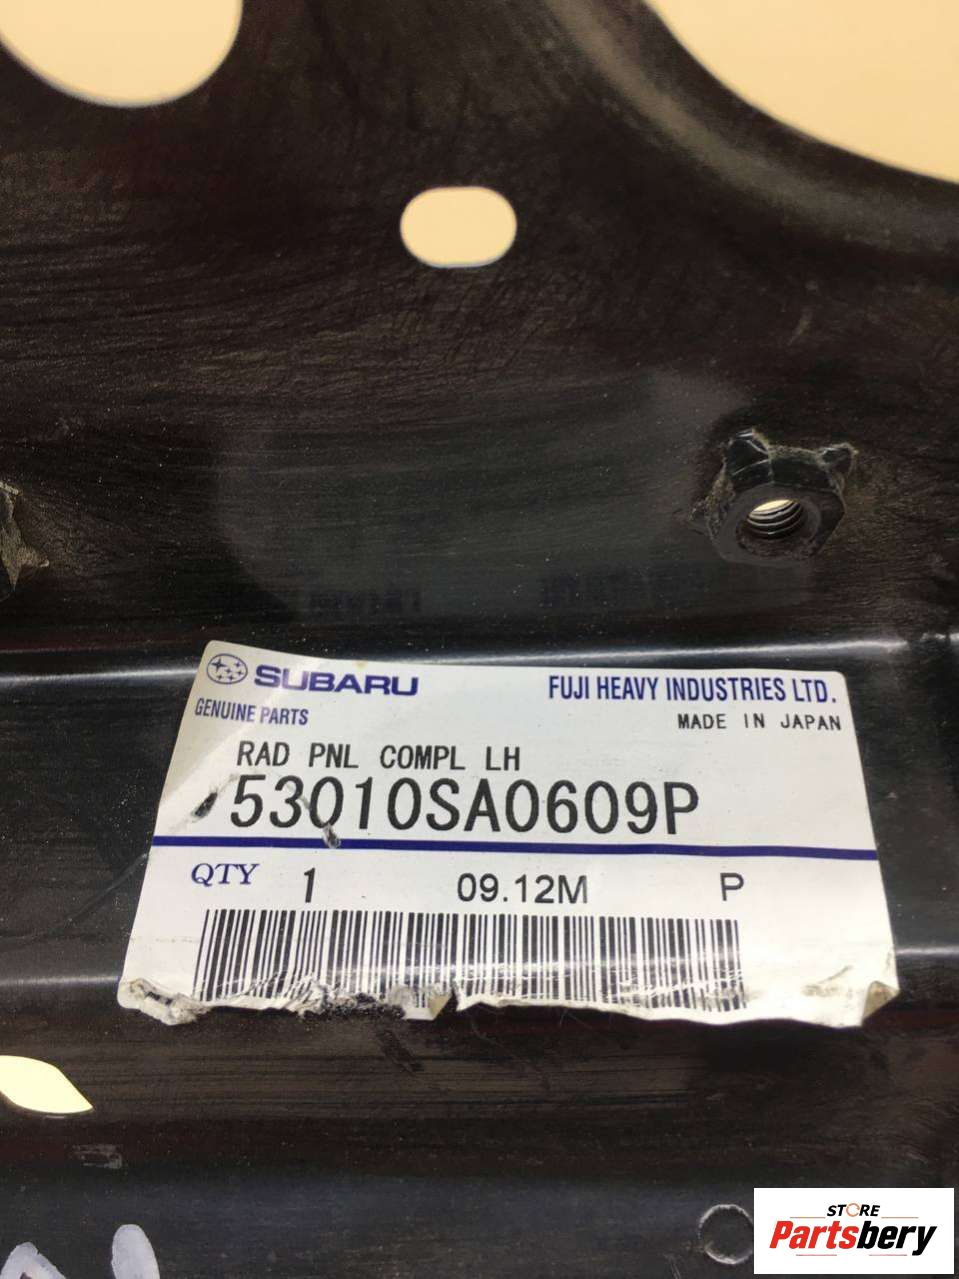 SUBARU
FUJI HEAVY INDUSTRIES LTD.
GENUINE PARTS
MADE IN JAPAN
RAD PNL COMPL LH
53010SA0609P
QTY 1 09.12M P
STORE
Partsbery